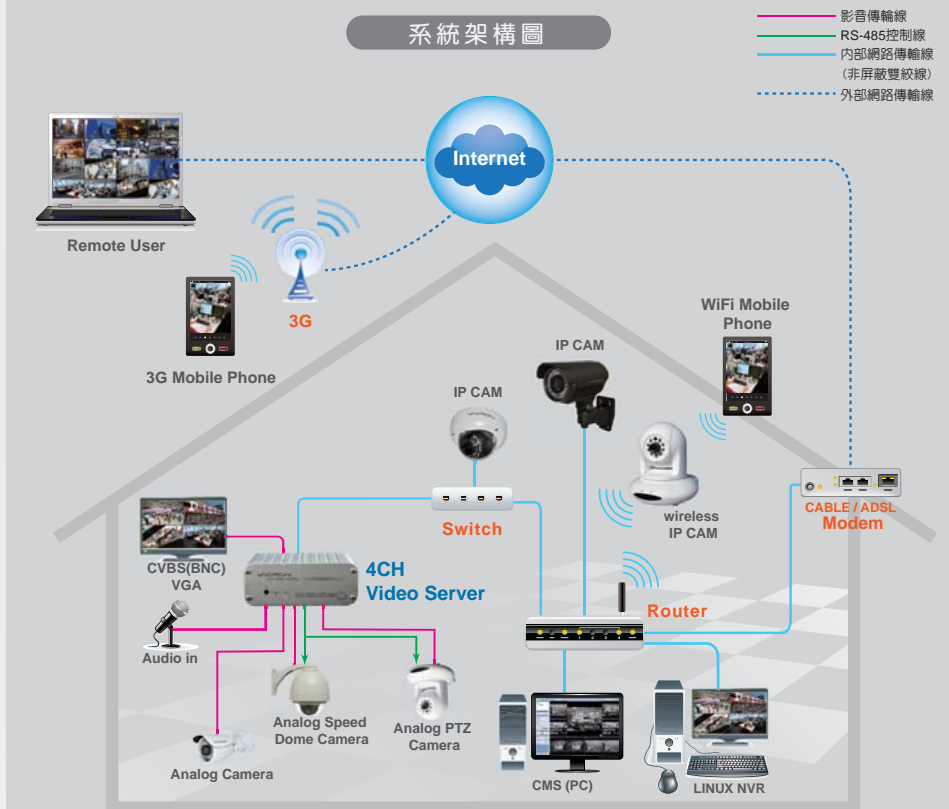 系統架構圖
影音傳輸線
RS-485控制線
內部網路傳輸線
(非屏蔽雙絞線)
外部網路傳輸線
Internet
Remote User
3G
3G Mobile Phone
WiFi Mobile
Phone
IP CAM
IP CAM
wireless
IP CAM
Switch
CABLE / ADSL
Modem
CVBS(BNC)
VGA
4CH
Video Server
Router
Audio in
Analog Speed
Dome Camera
Analog PTZ
Camera
Analog Camera
CMS (PC)
LINUX NVR